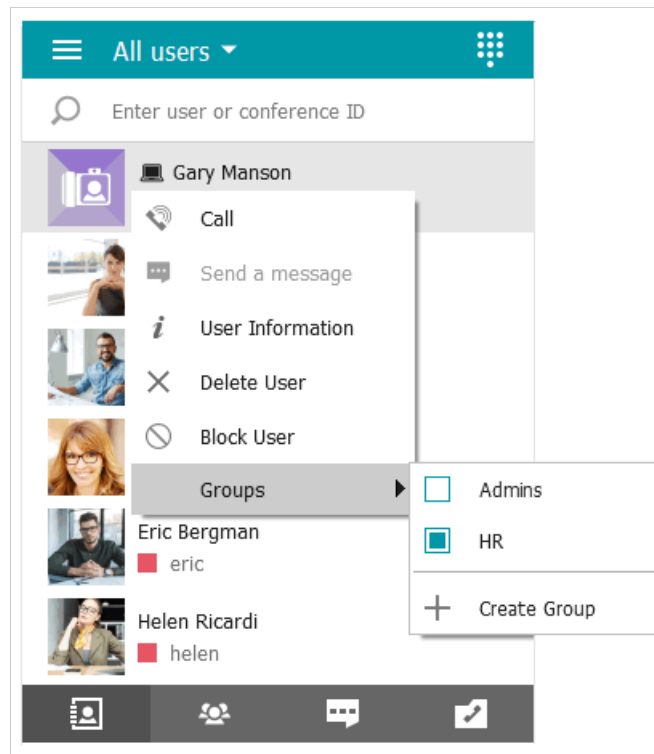 All users
Enter user or conference ID
Gary Manson
Call
Send a message
User Information
Delete User
Block User
Groups
Admins
HR
Create Group
Eric Bergman
eric
Helen Ricardi
helen